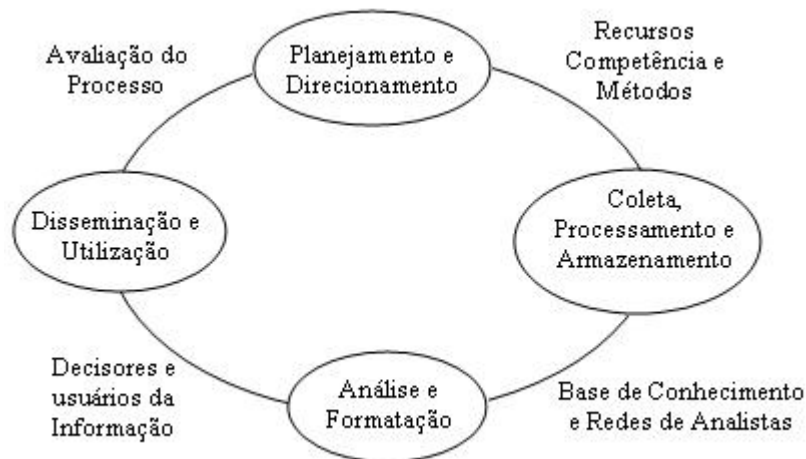 Avaliação do
Processo
Planejamento e
Direcionamento
Recursos
Competência e
Métodos
Disseminação e
Utilização
Coleta,
Processamento e
Armazenamento
Decisores e
usuários da
Informação
Análise e
Formatação
Base de Conhecimento
e Redes de Analistas